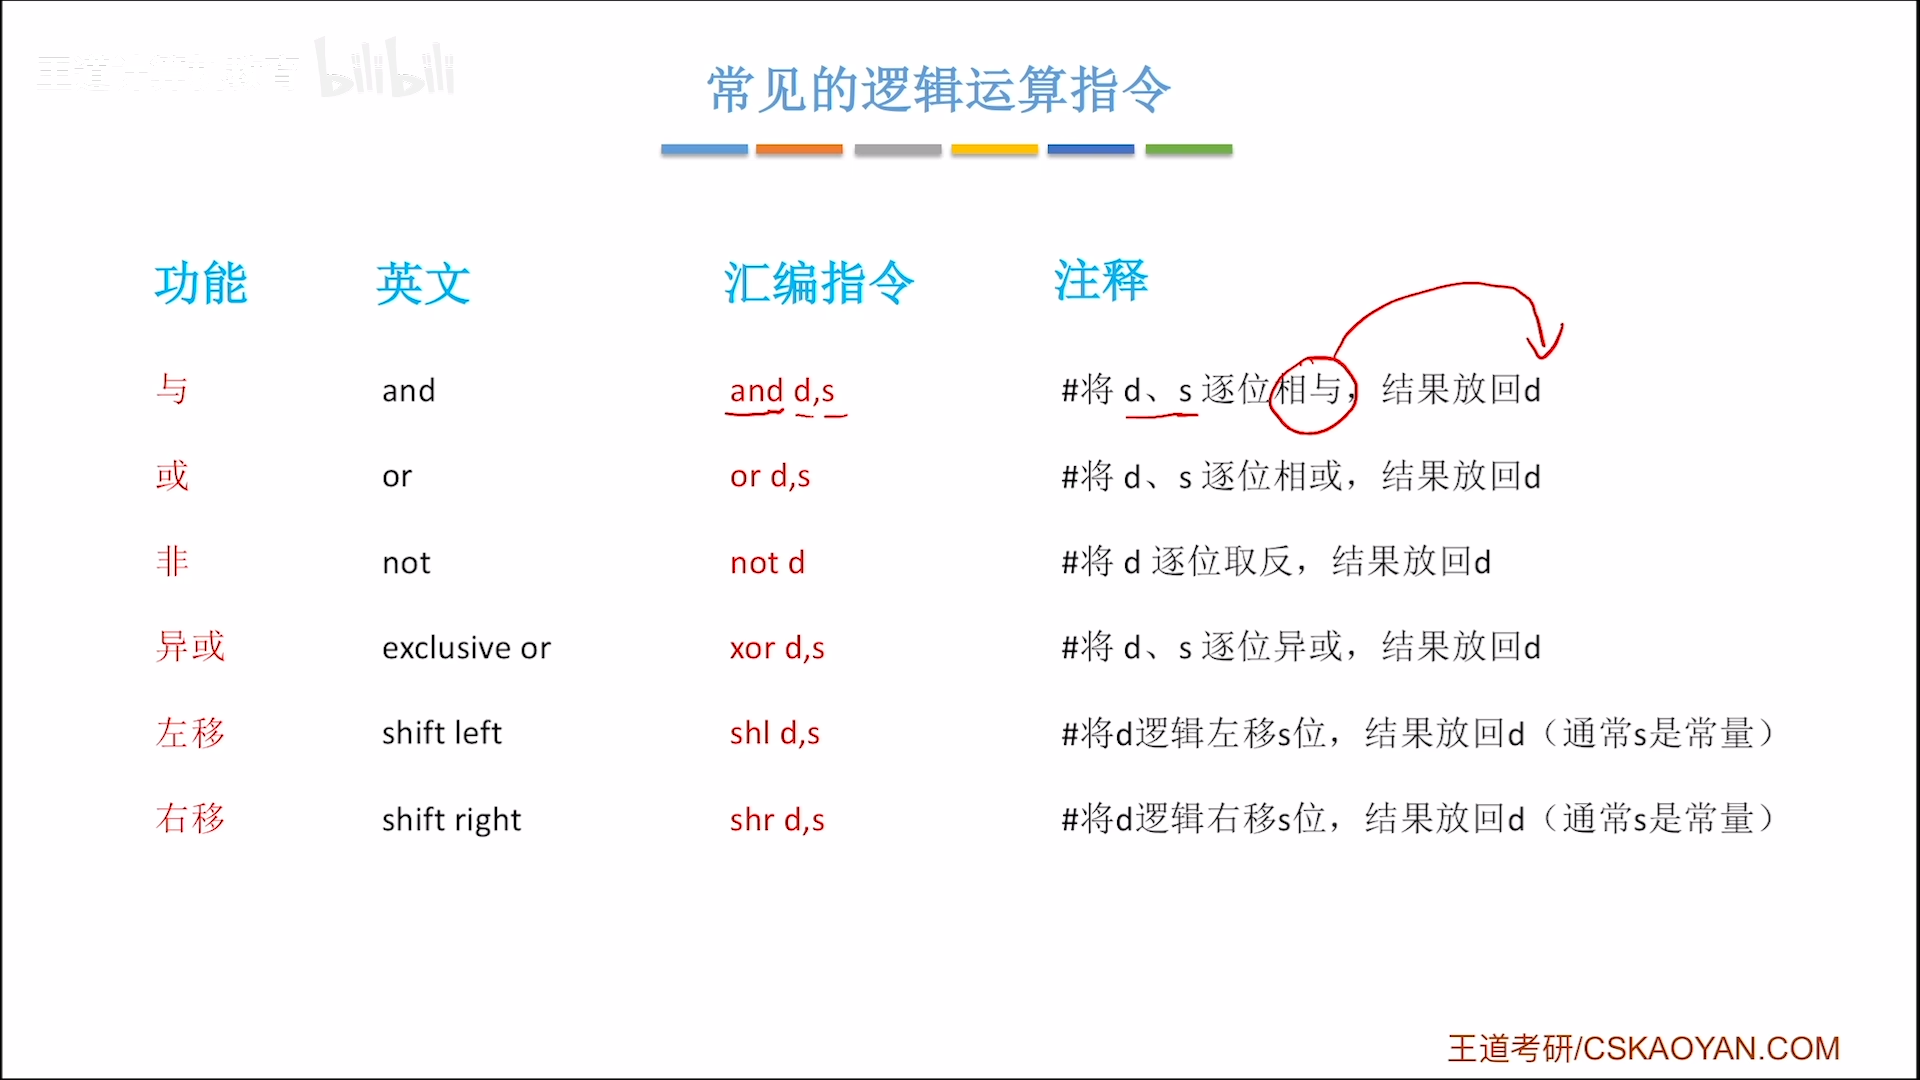 王道计算机教育 bilibili
常见的逻辑运算指令
功能 英文 汇编指令 注释
与 and and d,s #将 d、s 逐位相与，结果放回d
或 or or d,s #将 d、s 逐位相或，结果放回d
非 not not d #将 d 逐位取反，结果放回d
异或 exclusive or xor d,s #将 d、s 逐位异或，结果放回d
左移 shift left shl d,s #将d逻辑左移s位，结果放回d（通常s是常量）
右移 shift right shr d,s #将d逻辑右移s位，结果放回d（通常s是常量）
王道考研/CSKAOYAN.COM